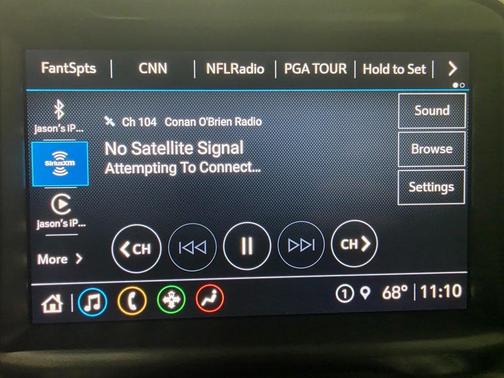 FantSpts | CNN | NFLRadio | PGA TOUR | Hold to Set
Jason's iP...
Ch 104 Conan O'Brien Radio
Sound
SiriusXM
No Satellite Signal
Attempting To Connect...
Browse
Jason's iP...
Settings
More
CH
CH
1 68° 11:10